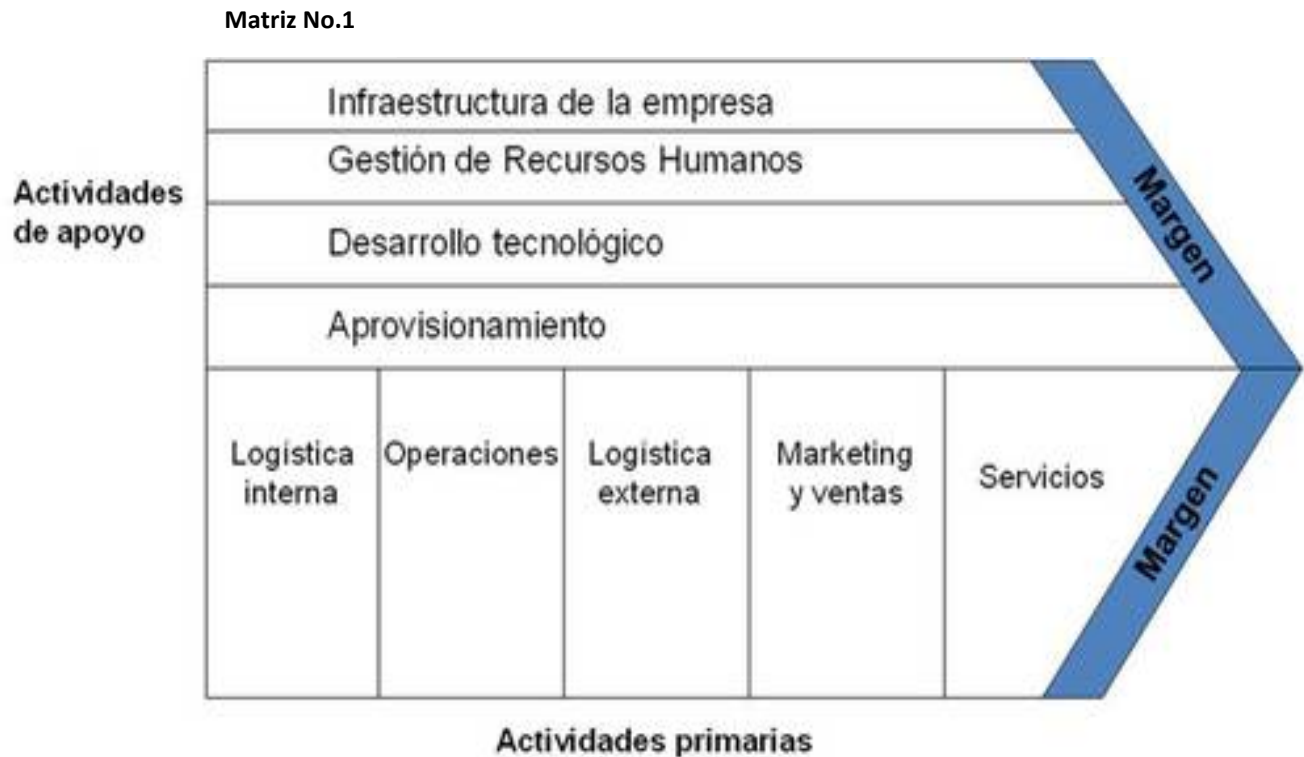 Matriz No.1
Infraestructura de la empresa
Gestión de Recursos Humanos
Actividades
de apoyo
Desarrollo tecnológico
Aprovisionamiento
Margen
Logística
interna
Operaciones
Logística
externa
Marketing
y ventas
Servicios
Margen
Actividades primarias